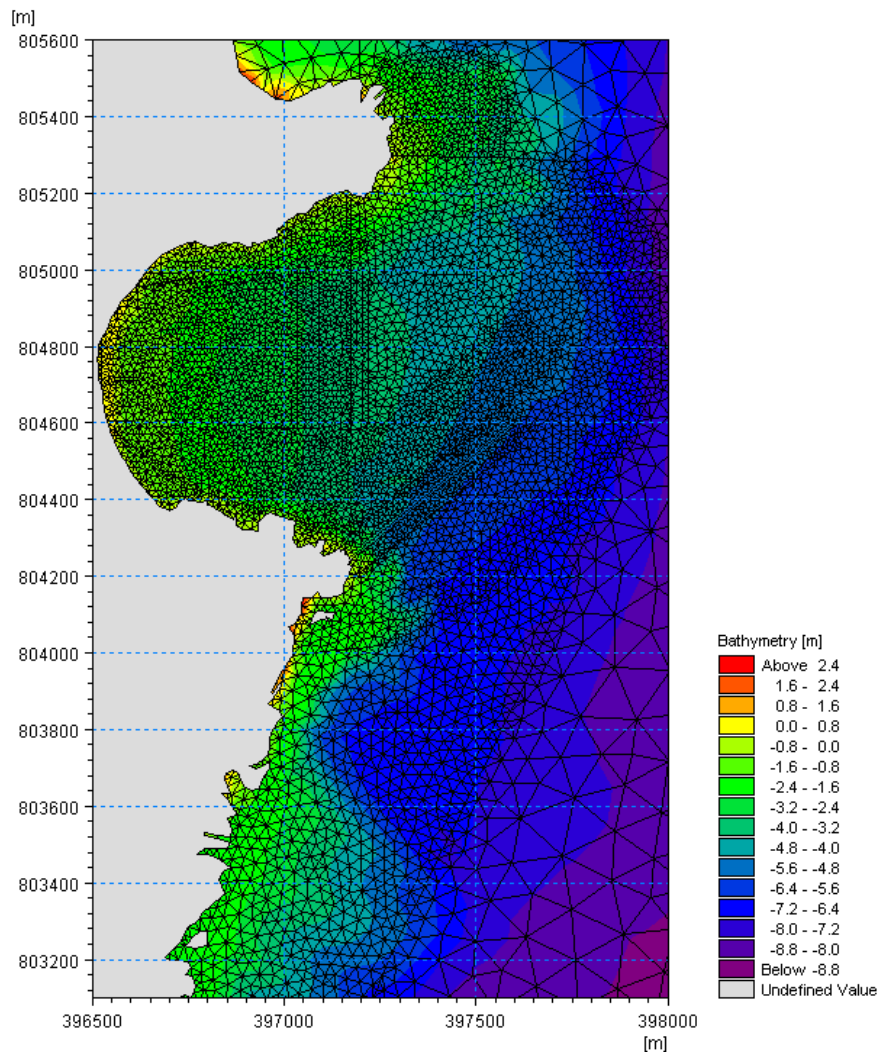 [m]
805600
805400
805200
805000
804800
804600
804400
804200
804000
803800
803600
803400
803200
396500 397000 397500 398000
[m]
Bathymetry [m]
Above 2.4
1.6 - 2.4
0.8 - 1.6
0.0 - 0.8
-0.8 - 0.0
-1.6 - -0.8
-2.4 - -1.6
-3.2 - -2.4
-4.0 - -3.2
-4.8 - -4.0
-5.6 - -4.8
-6.4 - -5.6
-7.2 - -6.4
-8.0 - -7.2
-8.8 - -8.0
Below -8.8
Undefined Value